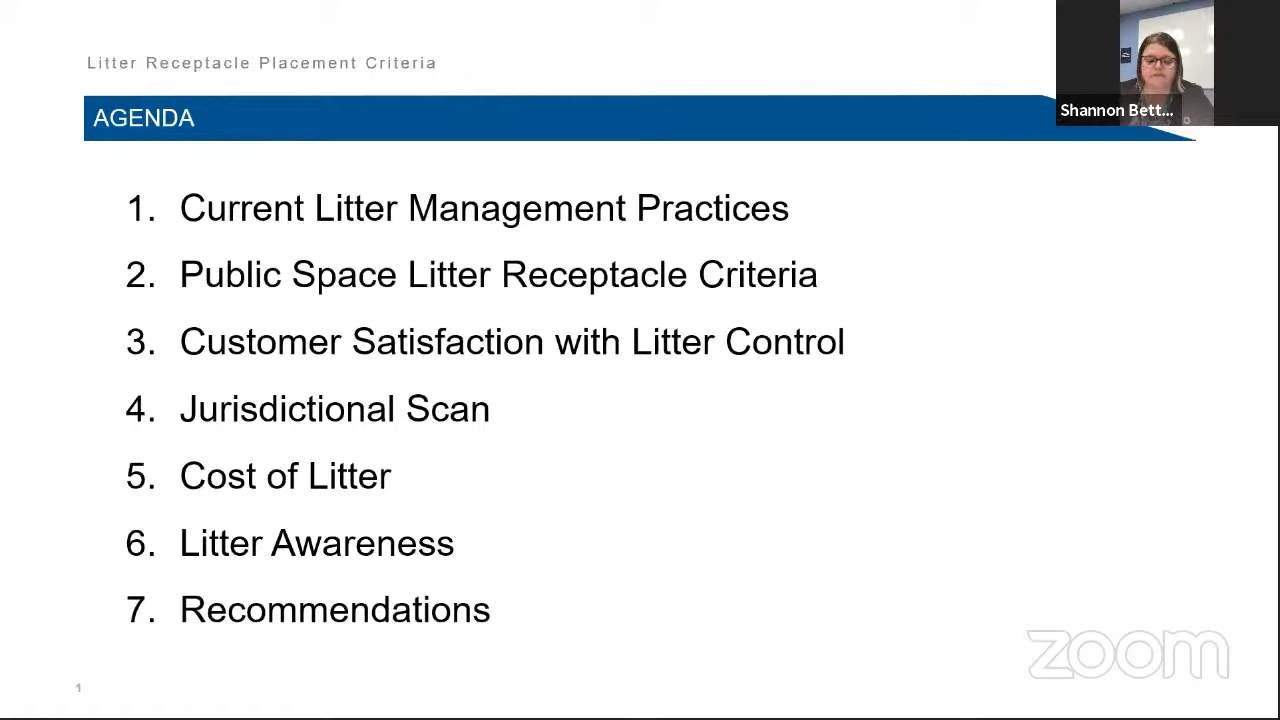 Litter Receptacle Placement Criteria
AGENDA
Shannon Bett...
1. Current Litter Management Practices
2. Public Space Litter Receptacle Criteria
3. Customer Satisfaction with Litter Control
4. Jurisdictional Scan
5. Cost of Litter
6. Litter Awareness
7. Recommendations
zoom
1